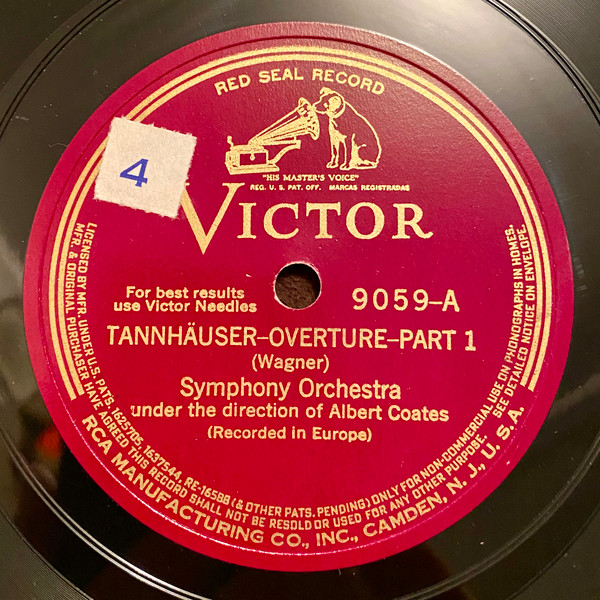 RED SEAL RECORD
"HIS MASTER'S VOICE"
REG. U.S. PAT. OFF. MARCAS REGISTRADAS
4
VICTOR
For best results
use Victor Needles
9059-A
TANNHÄUSER-OVERTURE-PART 1
(Wagner)
Symphony Orchestra
under the direction of Albert Coates
(Recorded in Europe)
LICENSED BY MFR. UNDER U.S. PATS. 1625705, 1637544, RE-16588 (& OTHER PATS. PENDING) ONLY FOR NON-COMMERCIAL USE ON PHONOGRAPHS IN HOMES.
MFR. & ORIGINAL PURCHASER HAVE AGREED THIS RECORD SHALL NOT BE RESOLD OR USED FOR ANY OTHER PURPOSE. SEE DETAILED NOTICE ON ENVELOPE.
RCA MANUFACTURING CO., INC., CAMDEN, N. J., U. S. A.